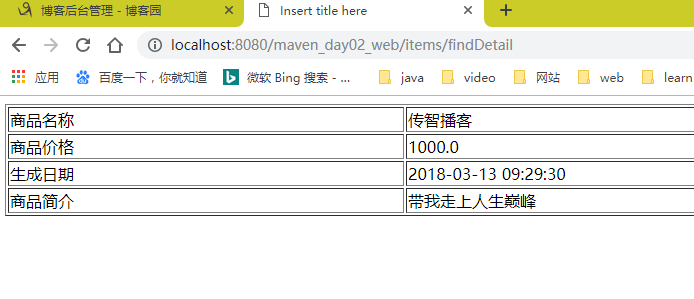 博客后台管理 - 博客园 Insert title here
localhost:8080/maven_day02_web/items/findDetail
应用 百度一下，你就知道 微软 Bing 搜索 - ... java video 网站 web learn
商品名称 传智播客
商品价格 1000.0
生成日期 2018-03-13 09:29:30
商品简介 带我走上人生巅峰